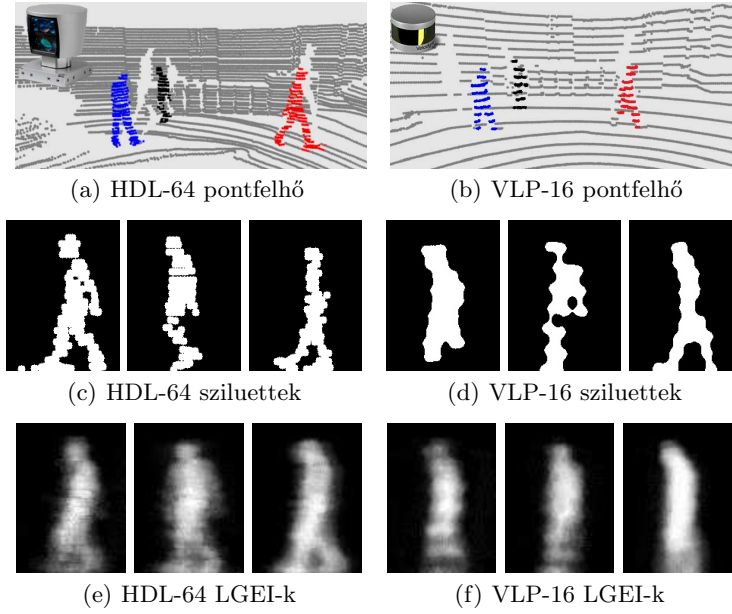 (a) HDL-64 pontfelhő
(b) VLP-16 pontfelhő
(c) HDL-64 sziluettek
(d) VLP-16 sziluettek
(e) HDL-64 LGEI-k
(f) VLP-16 LGEI-k